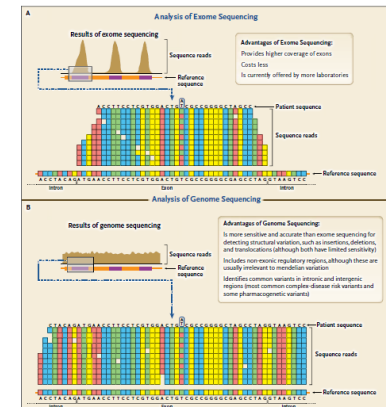 A
Analysis of Exome Sequencing
Results of exome sequencing
Sequence reads
Reference
sequence
Advantages of Exome Sequencing:
Provides higher coverage of exons
Costs less
Is currently offered by more laboratories
A
ACCTTCCTCGTGGACTGTCGCCGGGGCTAGCC
Patient sequence
Sequence reads
Reference sequence
ACCTACAGATGAACCTTCCTCGTGGACTGTCGCCGGGGCGAGCCTAGGTAAGTCC
Intron
Exon
Intron
Analysis of Genome Sequencing
B
Results of genome sequencing
Sequence reads
Reference
sequence
Advantages of Genome Sequencing:
Is more sensitive and accurate than exome sequencing for
detecting structural variation, such as insertions, deletions,
and translocations (although both have limited sensitivity)
Includes non-exonic regulatory regions, although these are
usually irrelevant to mendelian variation
Identifies common variants in intronic and intergenic
regions (most common complex-disease risk variants and
some pharmacogenetic variants)
A
Patient sequence
Sequence reads
Reference sequence